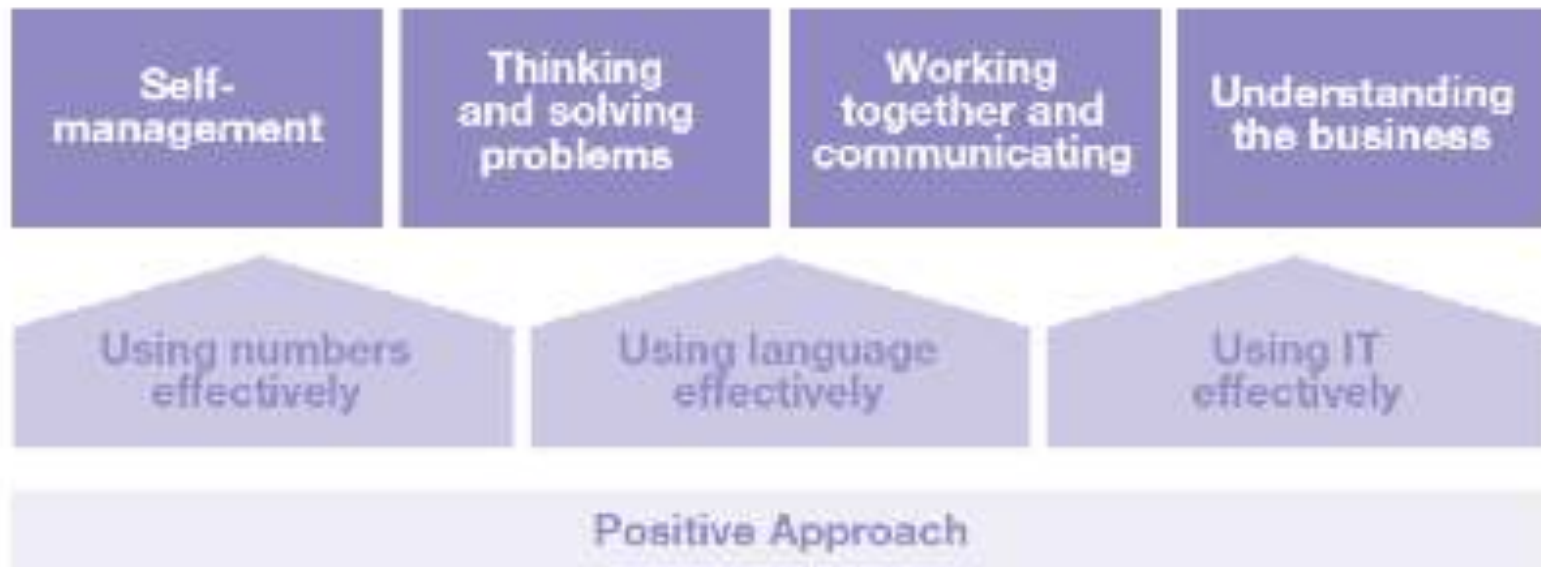 Self-
management
Thinking
and solving
problems
Working
together and
communicating
Understanding
the business
Using numbers
effectively
Using language
effectively
Using IT
effectively
Positive Approach